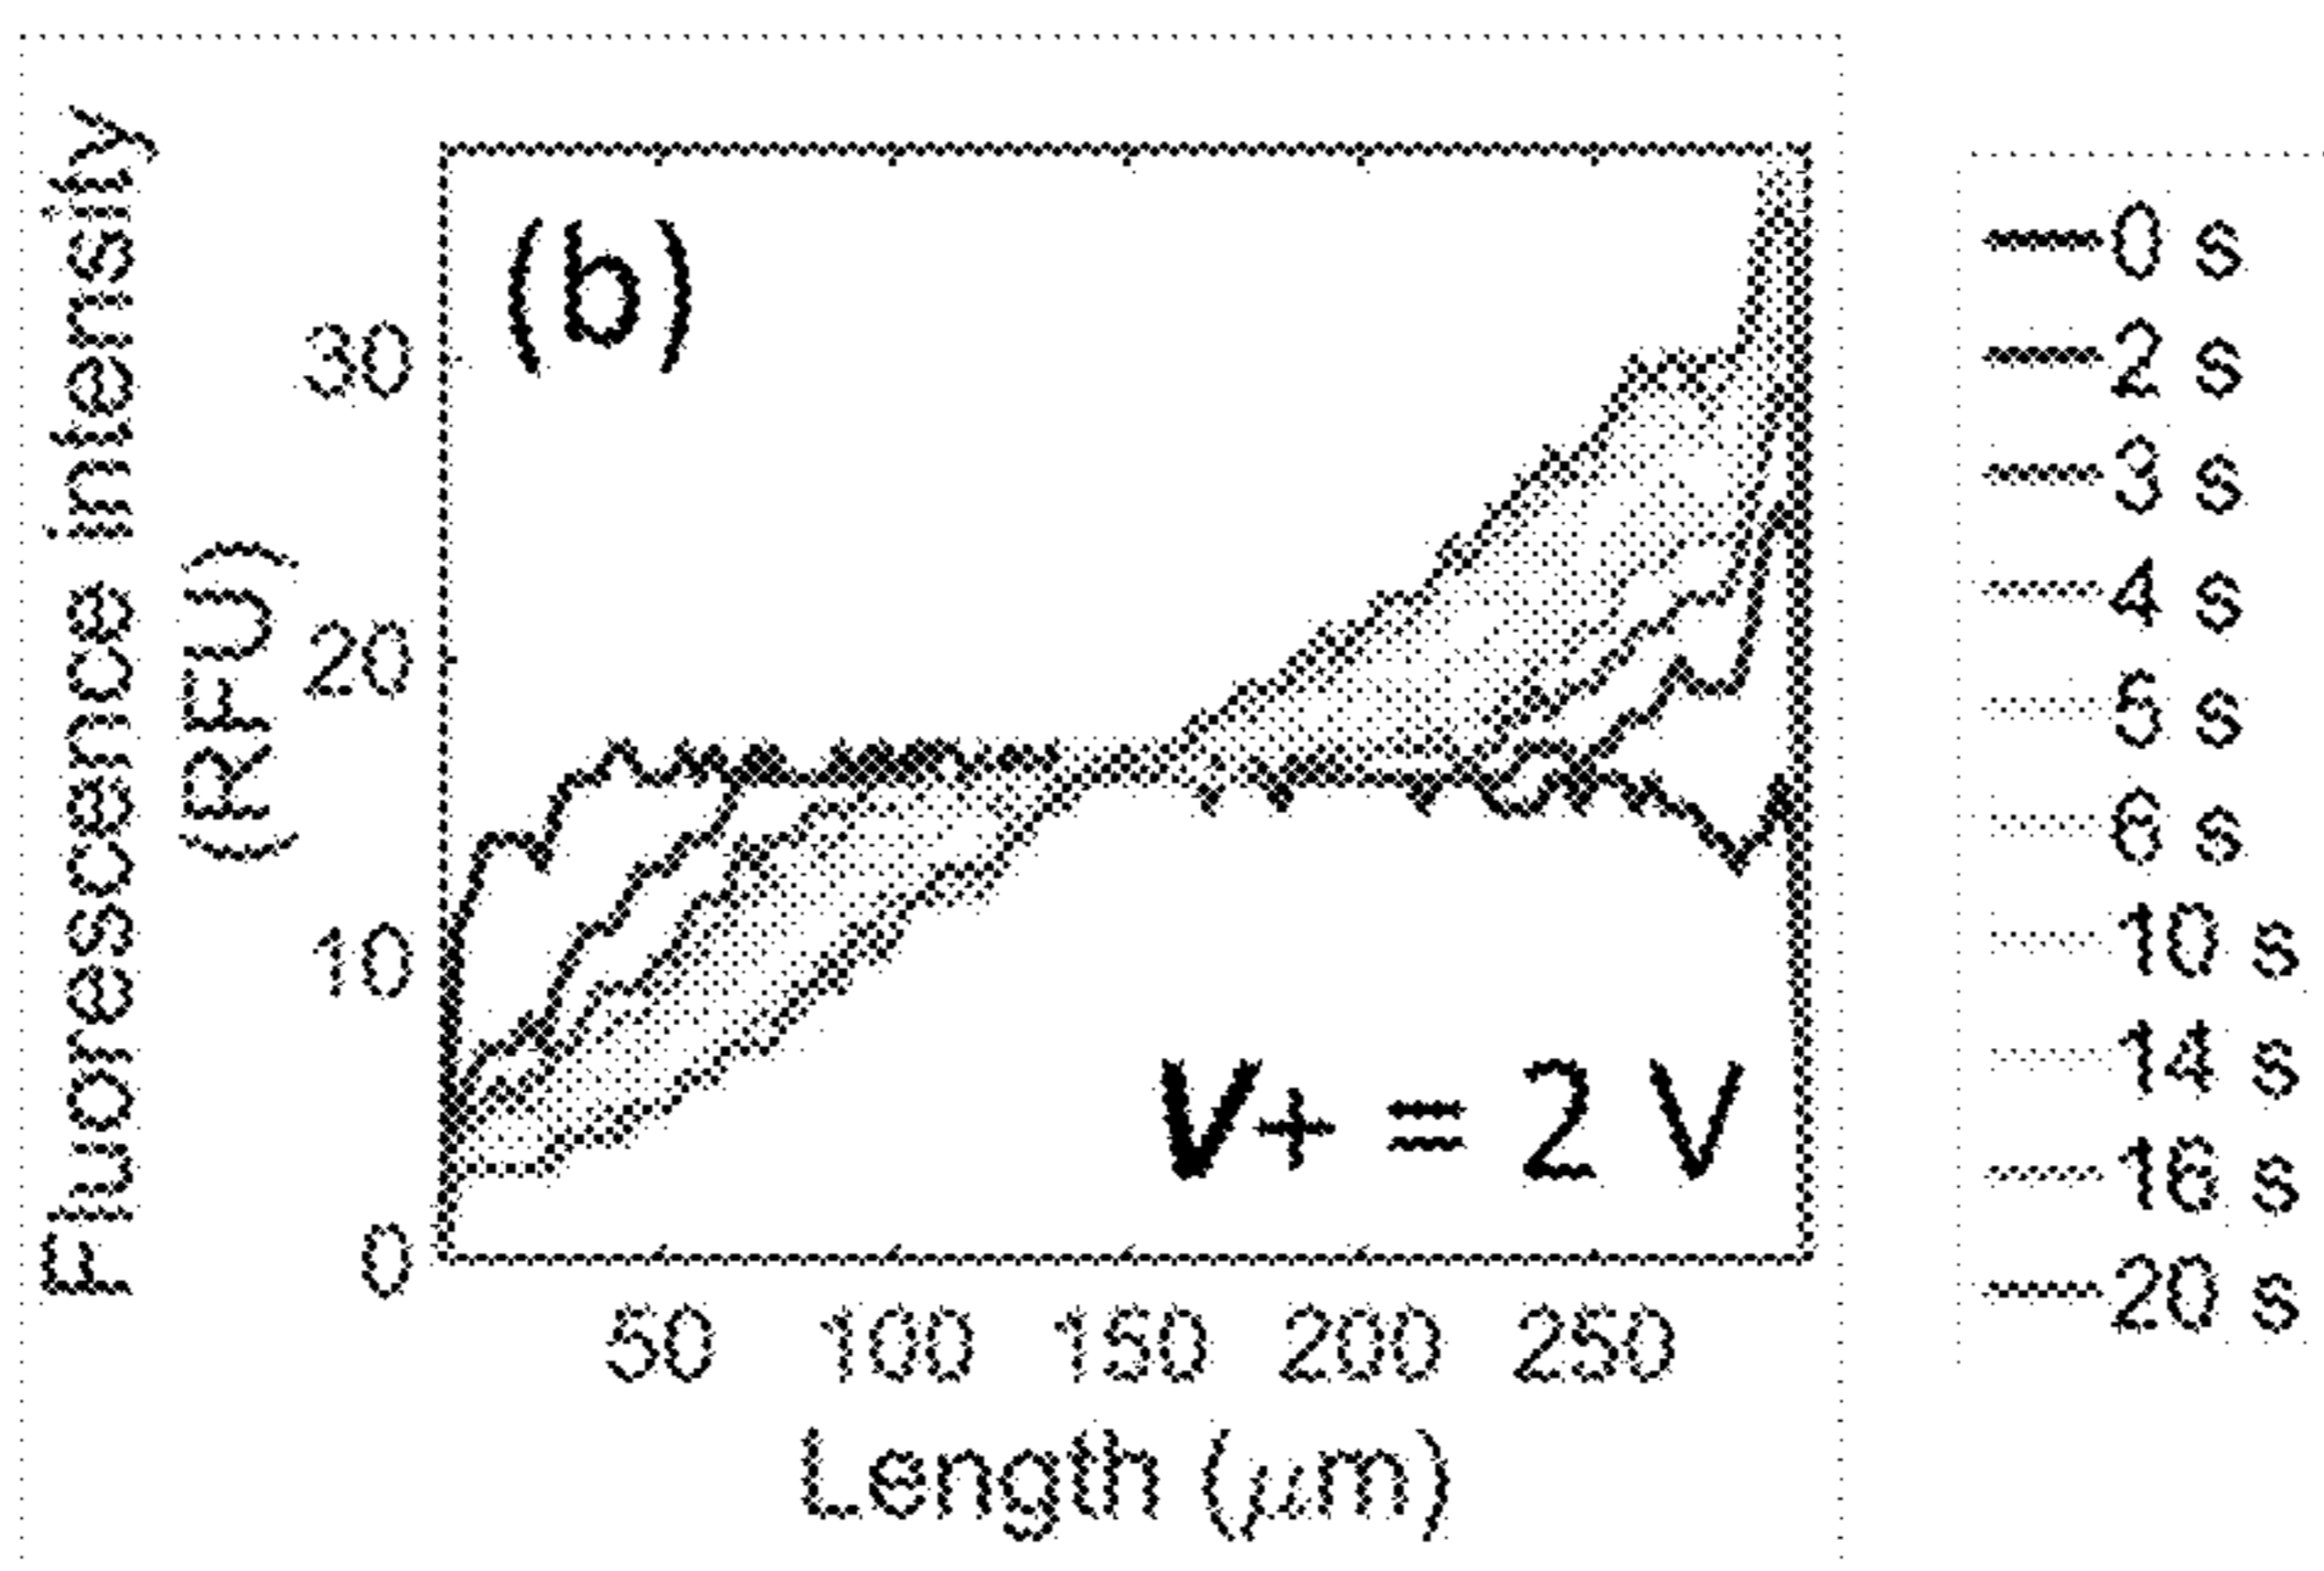 Fluorescence intensity
(RFU)
(b)
30
20
10
0
V+ = 2 V
50 100 150 200 250
Length (μm)
0 s
2 s
3 s
4 s
5 s
6 s
10 s
14 s
16 s
20 s